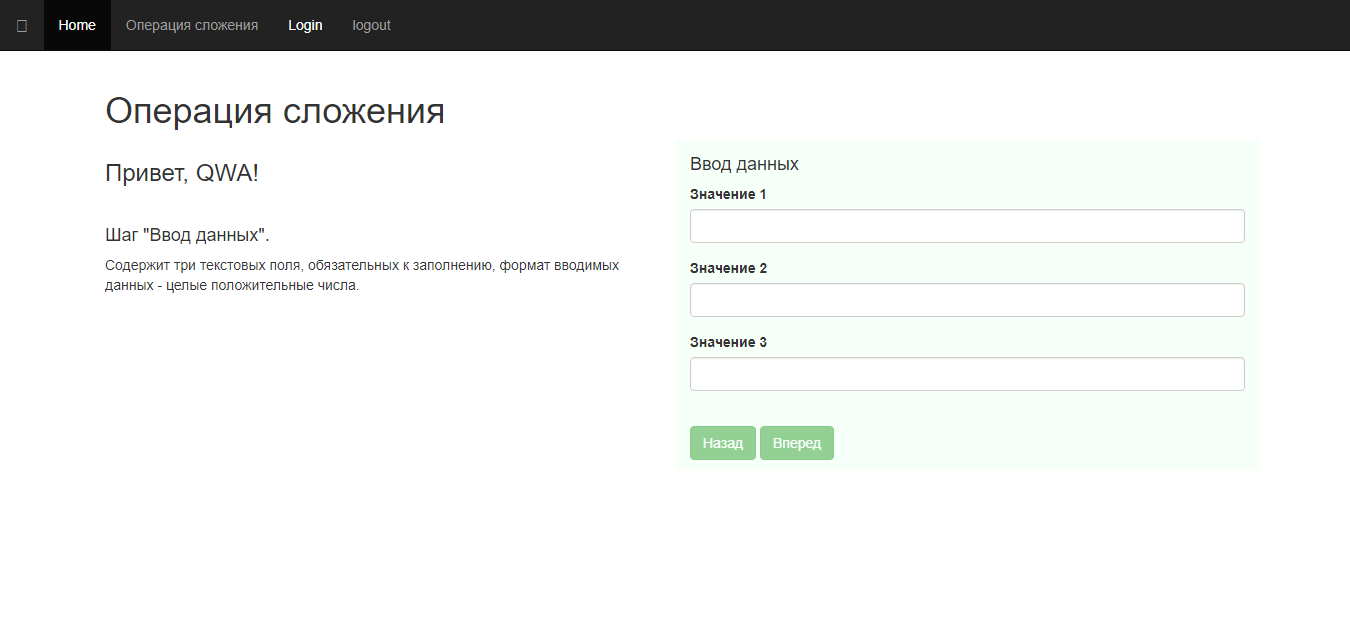 Home Операция сложения Login logout
Операция сложения
Привет, QWA!
Шаг "Ввод данных".
Содержит три текстовых поля, обязательных к заполнению, формат вводимых
данных - целые положительные числа.
Ввод данных
Значение 1
Значение 2
Значение 3
Назад Вперед